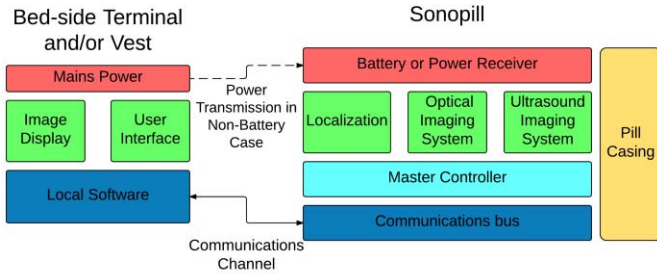 Bed-side Terminal
and/or Vest
Sonopill
Mains Power
Battery or Power Receiver
Power
Transmission in
Non-Battery
Case
Image
Display
User
Interface
Localization
Optical
Imaging
System
Ultrasound
Imaging
System
Pill
Casing
Master Controller
Local Software
Communications bus
Communications
Channel